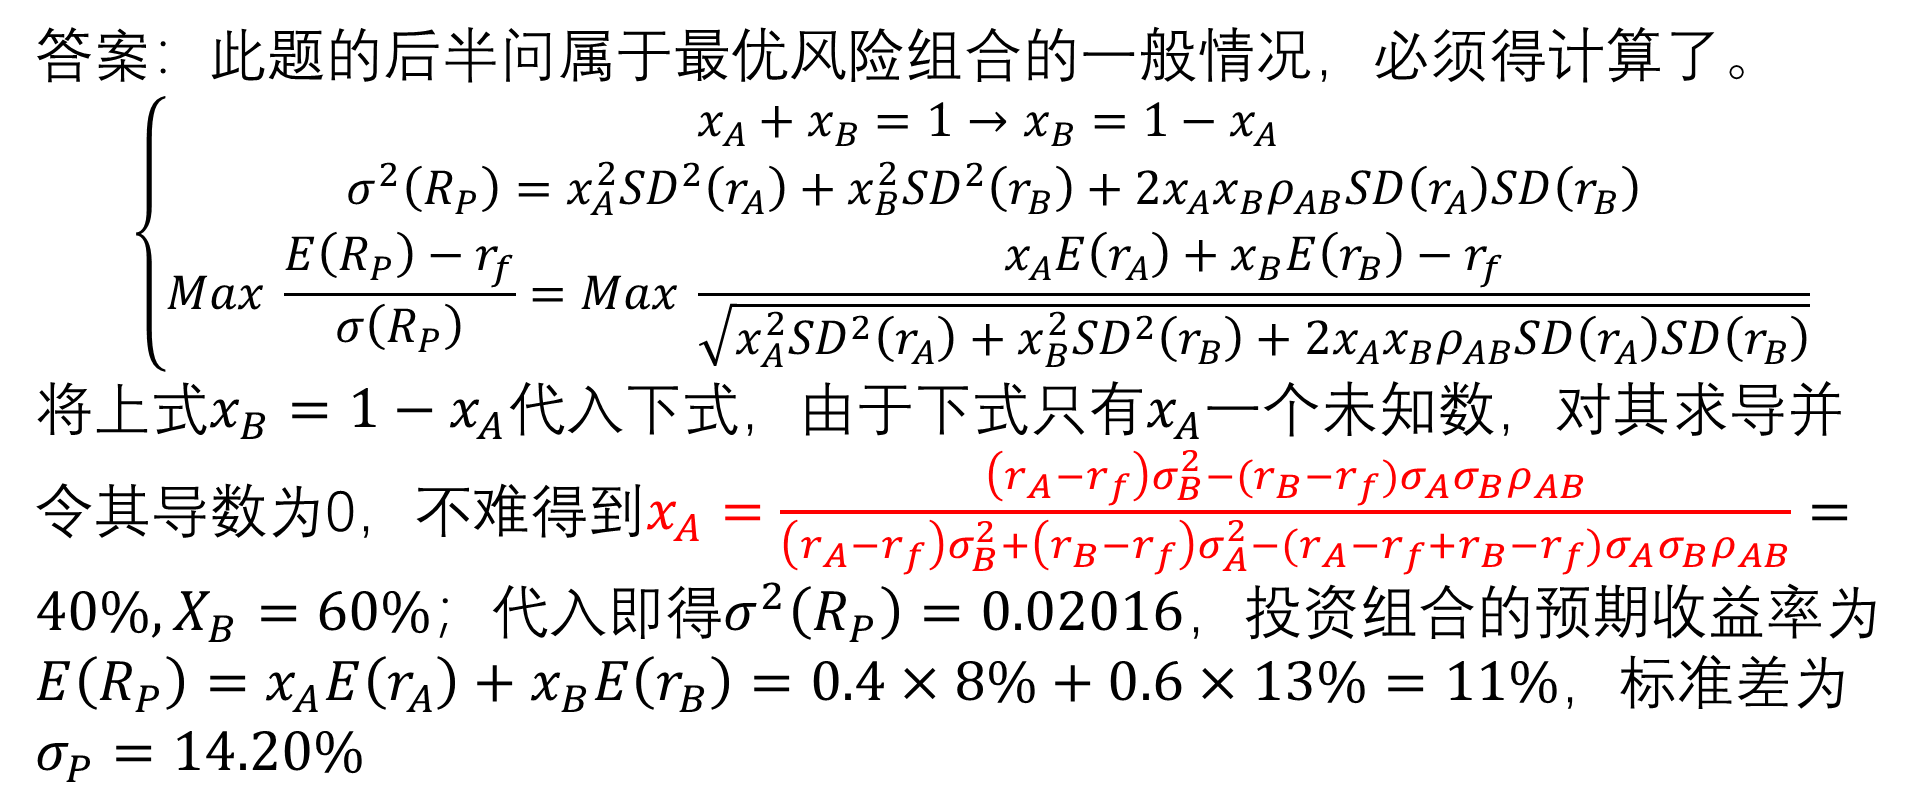 答案：此题的后半问属于最优风险组合的一般情况，必须得计算了。
x_A + x_B = 1 → x_B = 1 − x_A
σ²(R_P) = x_A²SD²(r_A) + x_B²SD²(r_B) + 2x_Ax_Bρ_ABSD(r_A)SD(r_B)
Max (E(R_P) − r_f)/σ(R_P) = Max (x_AE(r_A) + x_BE(r_B) − r_f)/√(x_A²SD²(r_A) + x_B²SD²(r_B) + 2x_Ax_Bρ_ABSD(r_A)SD(r_B))
将上式x_B = 1 − x_A代入下式，由于下式只有x_A一个未知数，对其求导并
令其导数为0，不难得到x_A = ((r_A−r_f)σ_B²−(r_B−r_f)σ_Aσ_Bρ_AB)/((r_A−r_f)σ_B²+(r_B−r_f)σ_A²−(r_A−r_f+r_B−r_f)σ_Aσ_Bρ_AB) =
40%, X_B = 60%；代入即得σ²(R_P) = 0.02016，投资组合的预期收益率为
E(R_P) = x_AE(r_A) + x_BE(r_B) = 0.4 × 8% + 0.6 × 13% = 11%，标准差为
σ_P = 14.20%